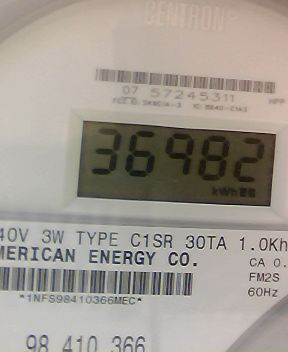 CENTRON
07 57245311
36982
kWh
40V 3W TYPE C1SR 30TA 1.0Kh
MERICAN ENERGY CO. CA 0.
FM2S
*1NFS98410366MEC* 60Hz
98 410 366